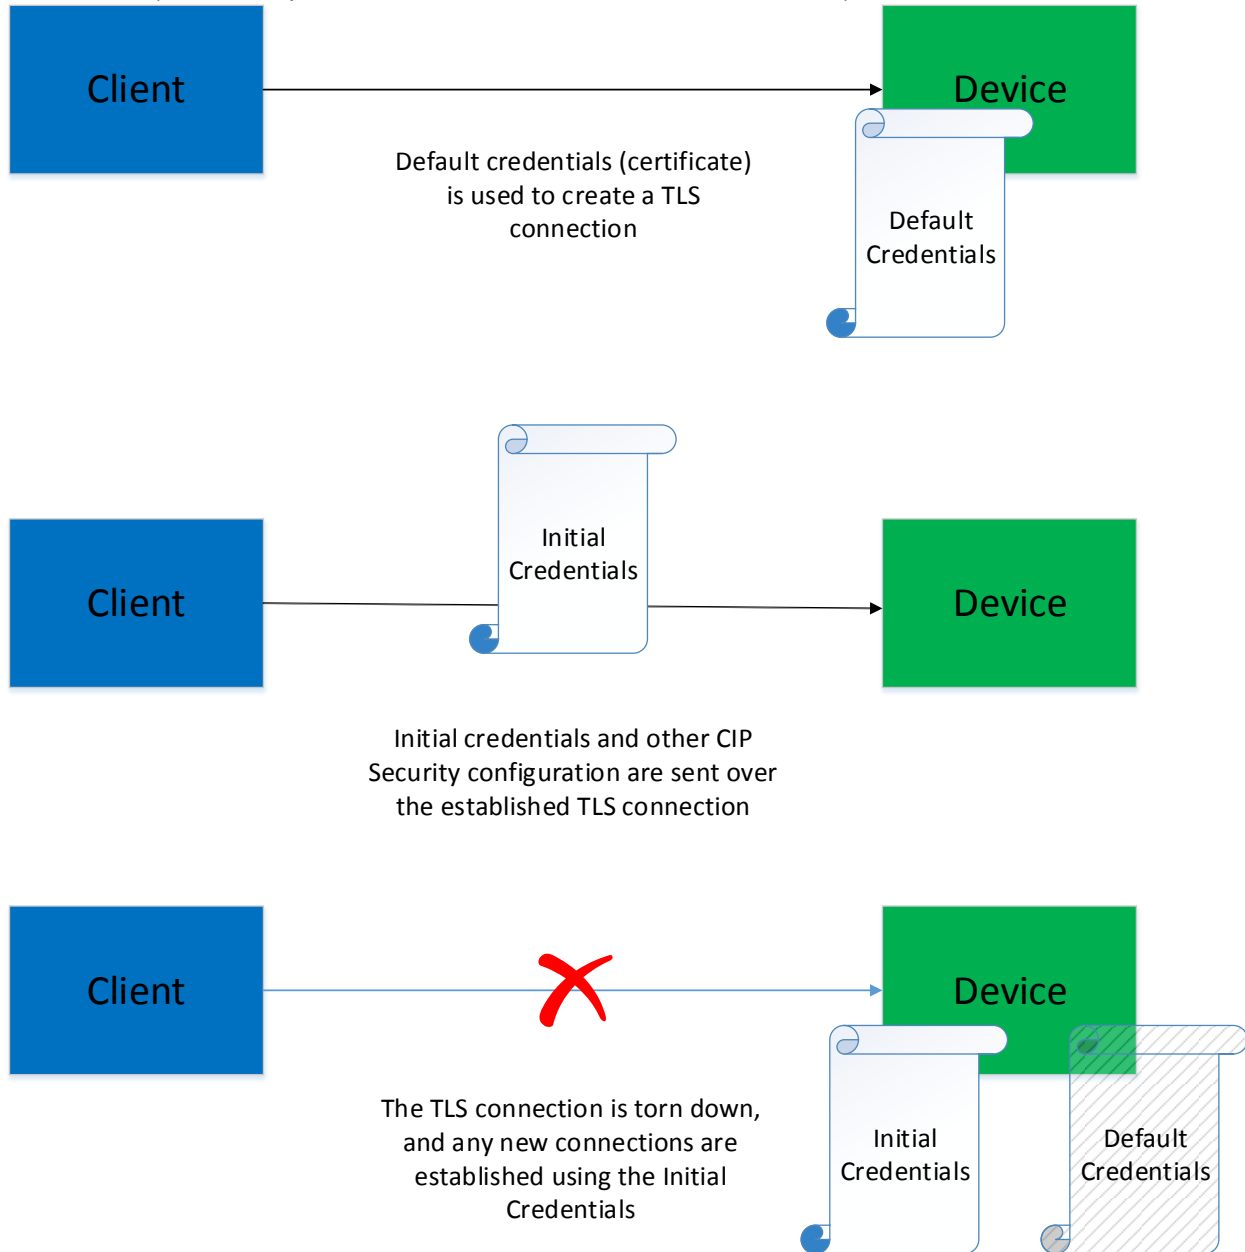 Client
Device
Default credentials (certificate)
is used to create a TLS
connection
Default
Credentials
Initial
Credentials
Client
Device
Initial credentials and other CIP
Security configuration are sent over
the established TLS connection
Client
Device
The TLS connection is torn down,
and any new connections are
established using the Initial
Credentials
Initial
Credentials
Default
Credentials